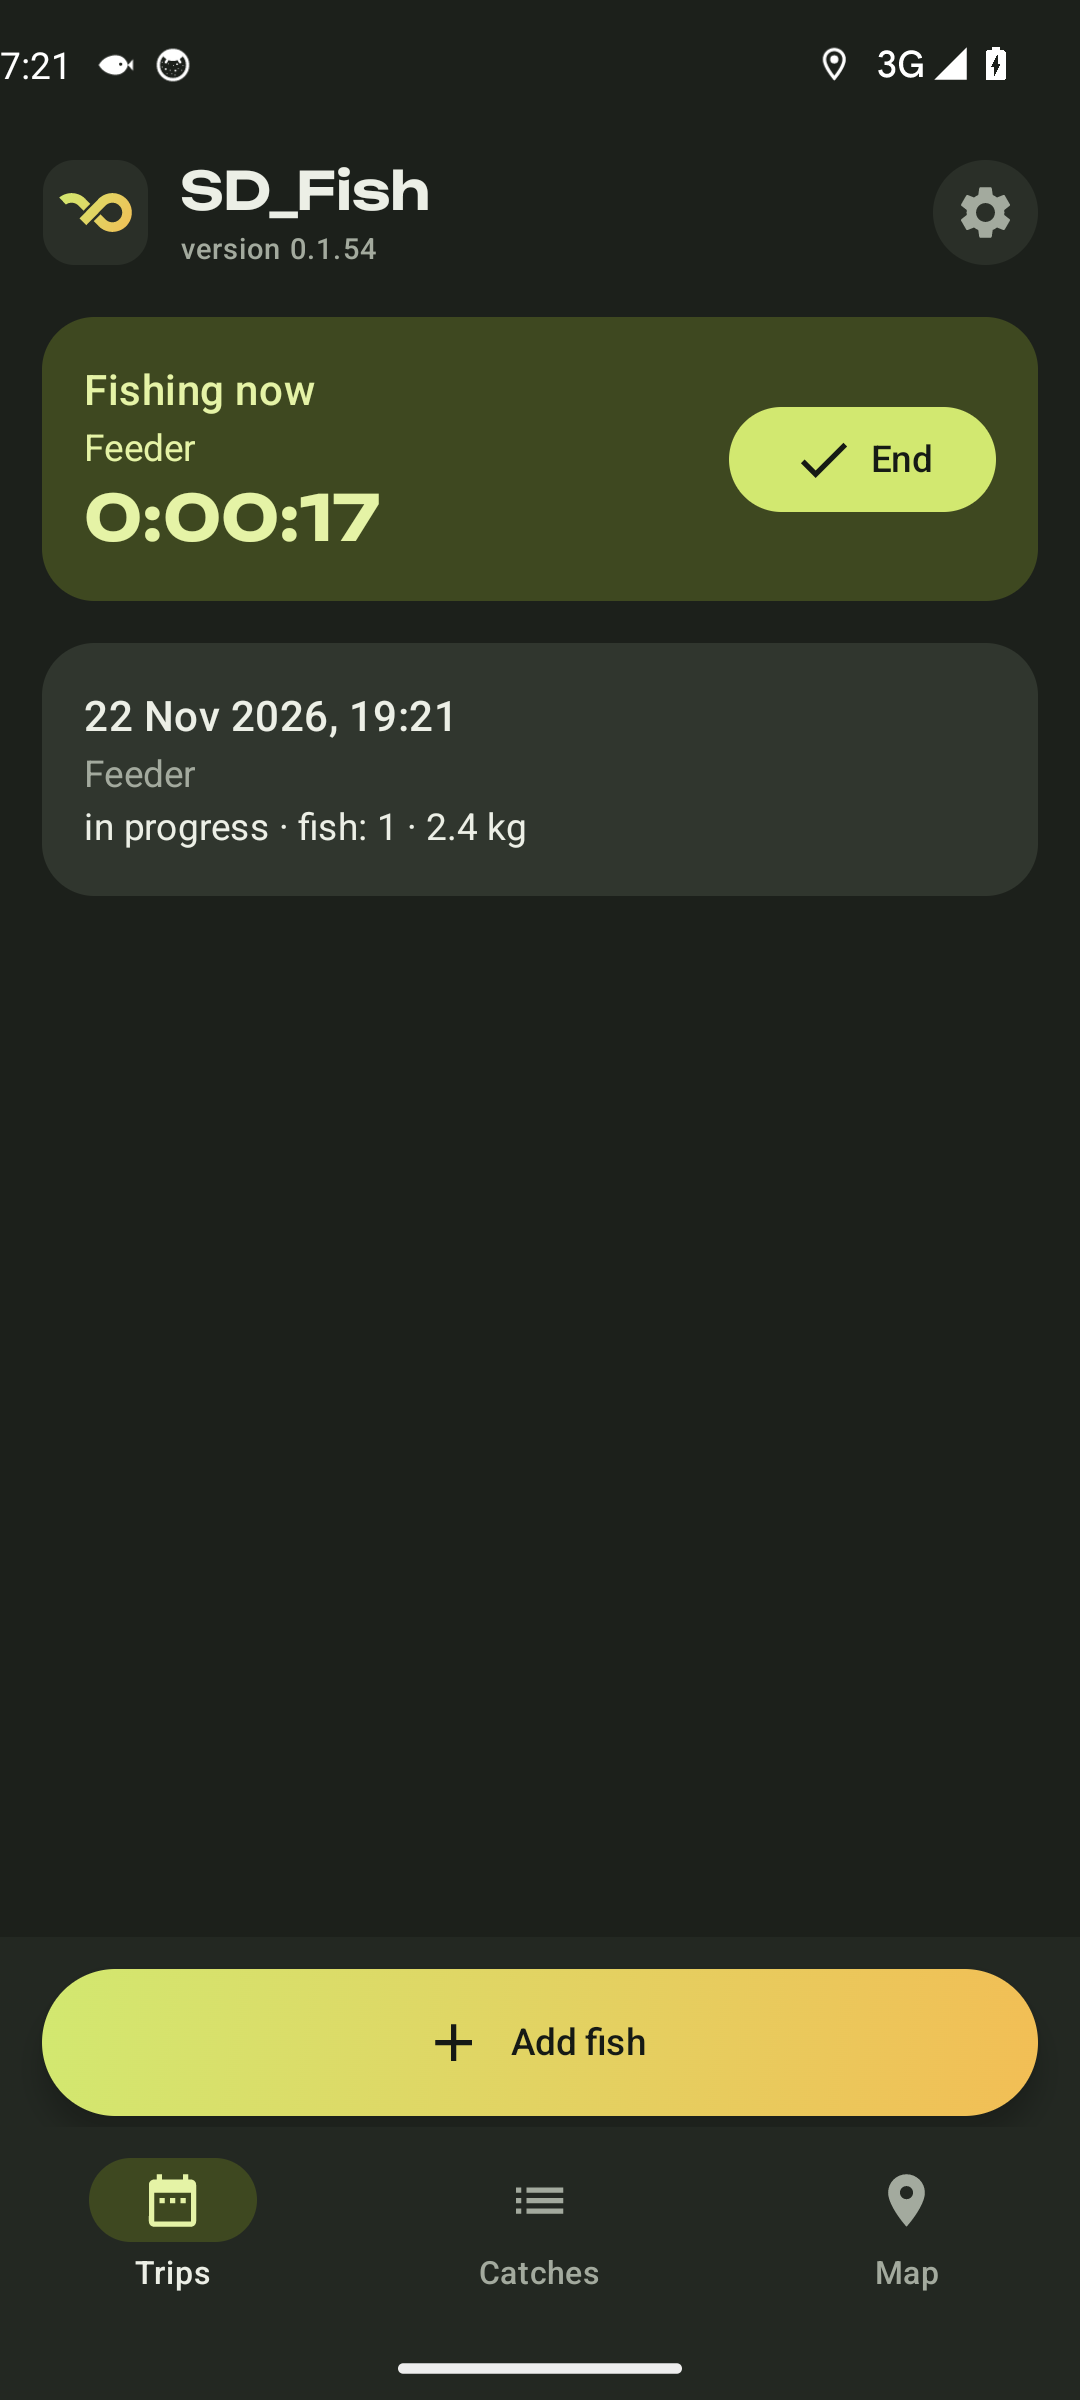 7:21
3G
SD_Fish
version 0.1.54
Fishing now
Feeder
0:00:17
End
22 Nov 2026, 19:21
Feeder
in progress · fish: 1 · 2.4 kg
Add fish
Trips
Catches
Map